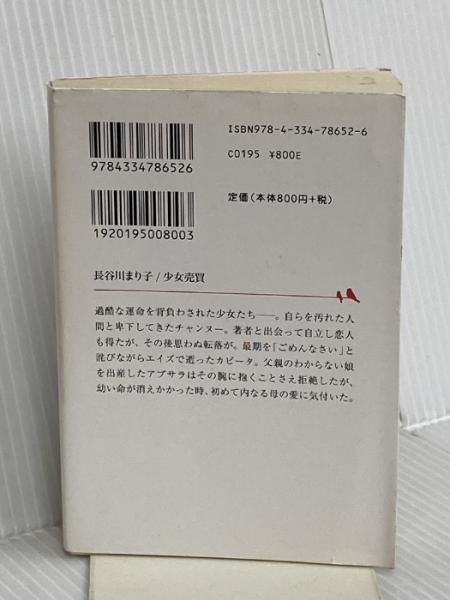 ISBN978-4-334-78652-6
C0195 ¥800E
9784334786526
定価(本体800円+税)
1920195008003
長谷川まり子/少女売買
過酷な運命を背負わされた少女たち――。自らを汚れた人
間と卑下してきたチャンヌー。著者と出会って自立し恋人
も得たが、その後思わぬ転落が。最期を「ごめんなさい」と
詫びながらエイズで逝ったカビータ。父親のわからない娘
を出産したアプサラはその腕に抱くことさえ拒絶したが、
幼い命が消えかかった時、初めて内なる母の愛に気付いた。